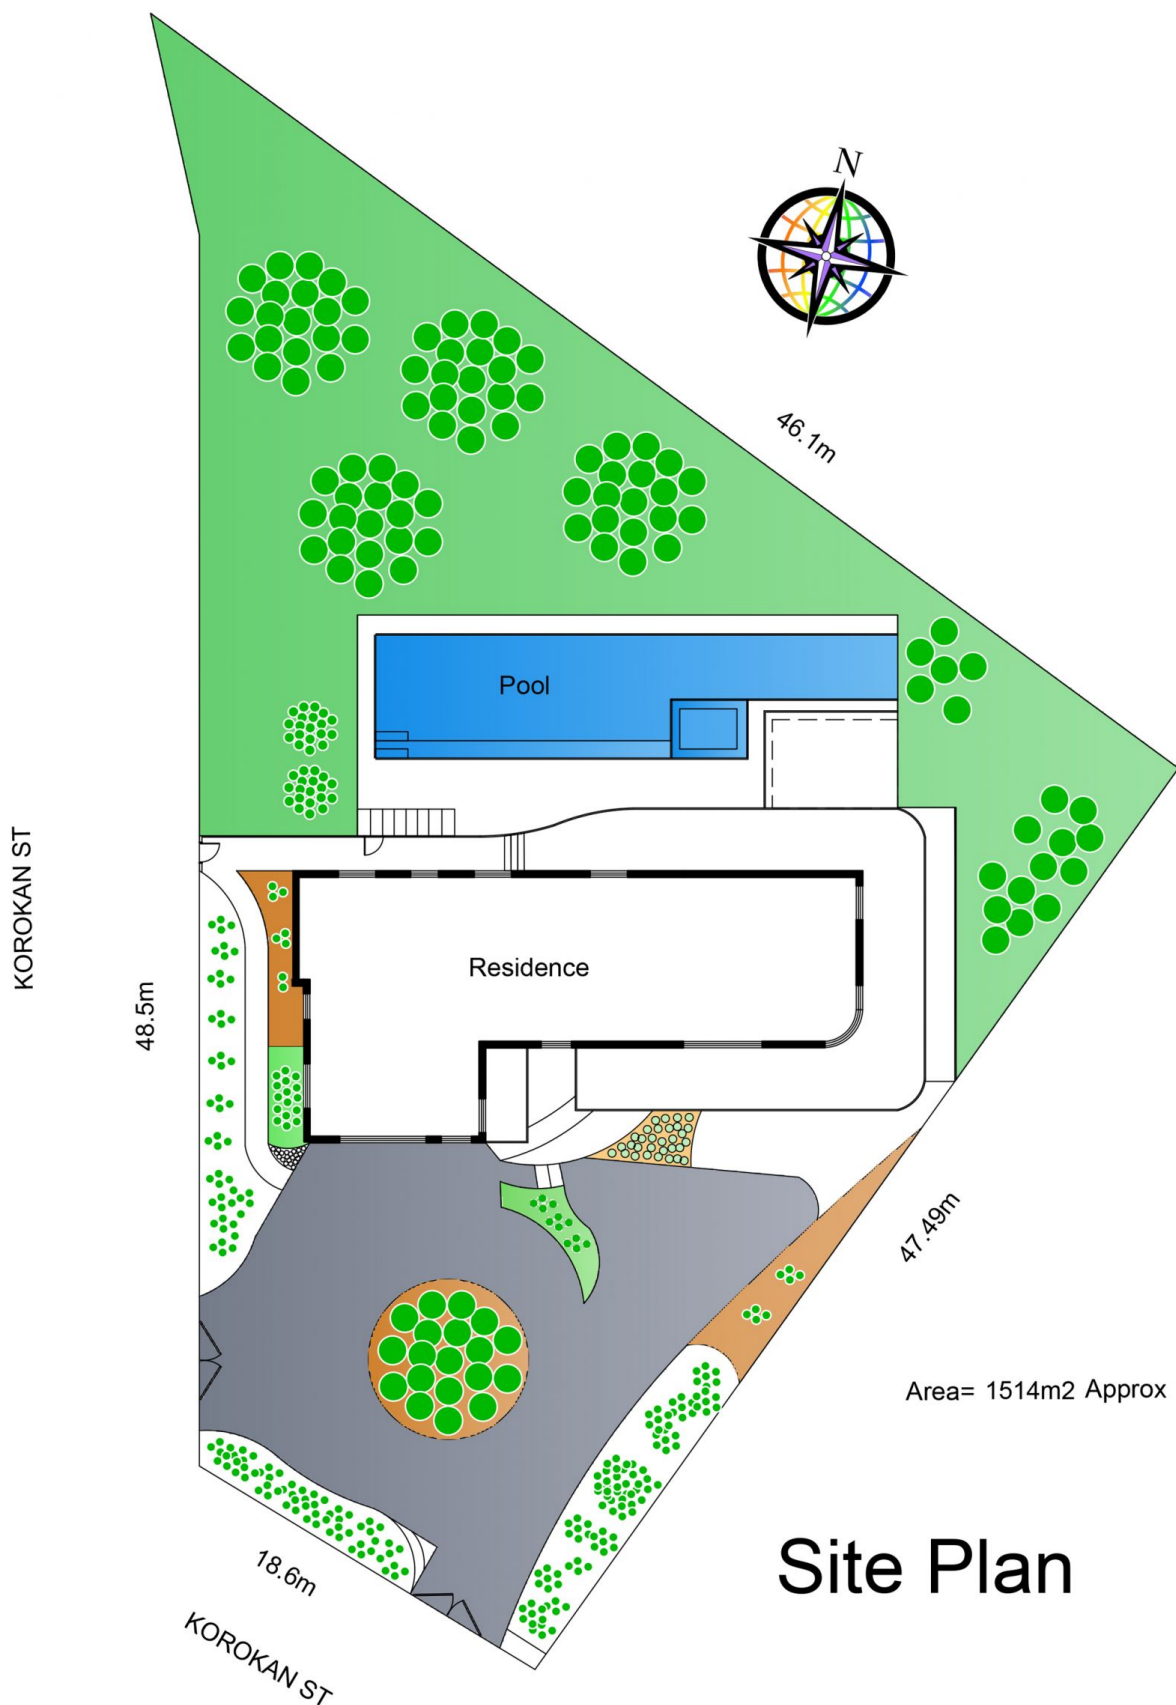 N
46.1m
Pool
KOROKAN ST
Residence
48.5m
47.49m
Area= 1514m2 Approx
Site Plan
18.6m
KOROKAN ST